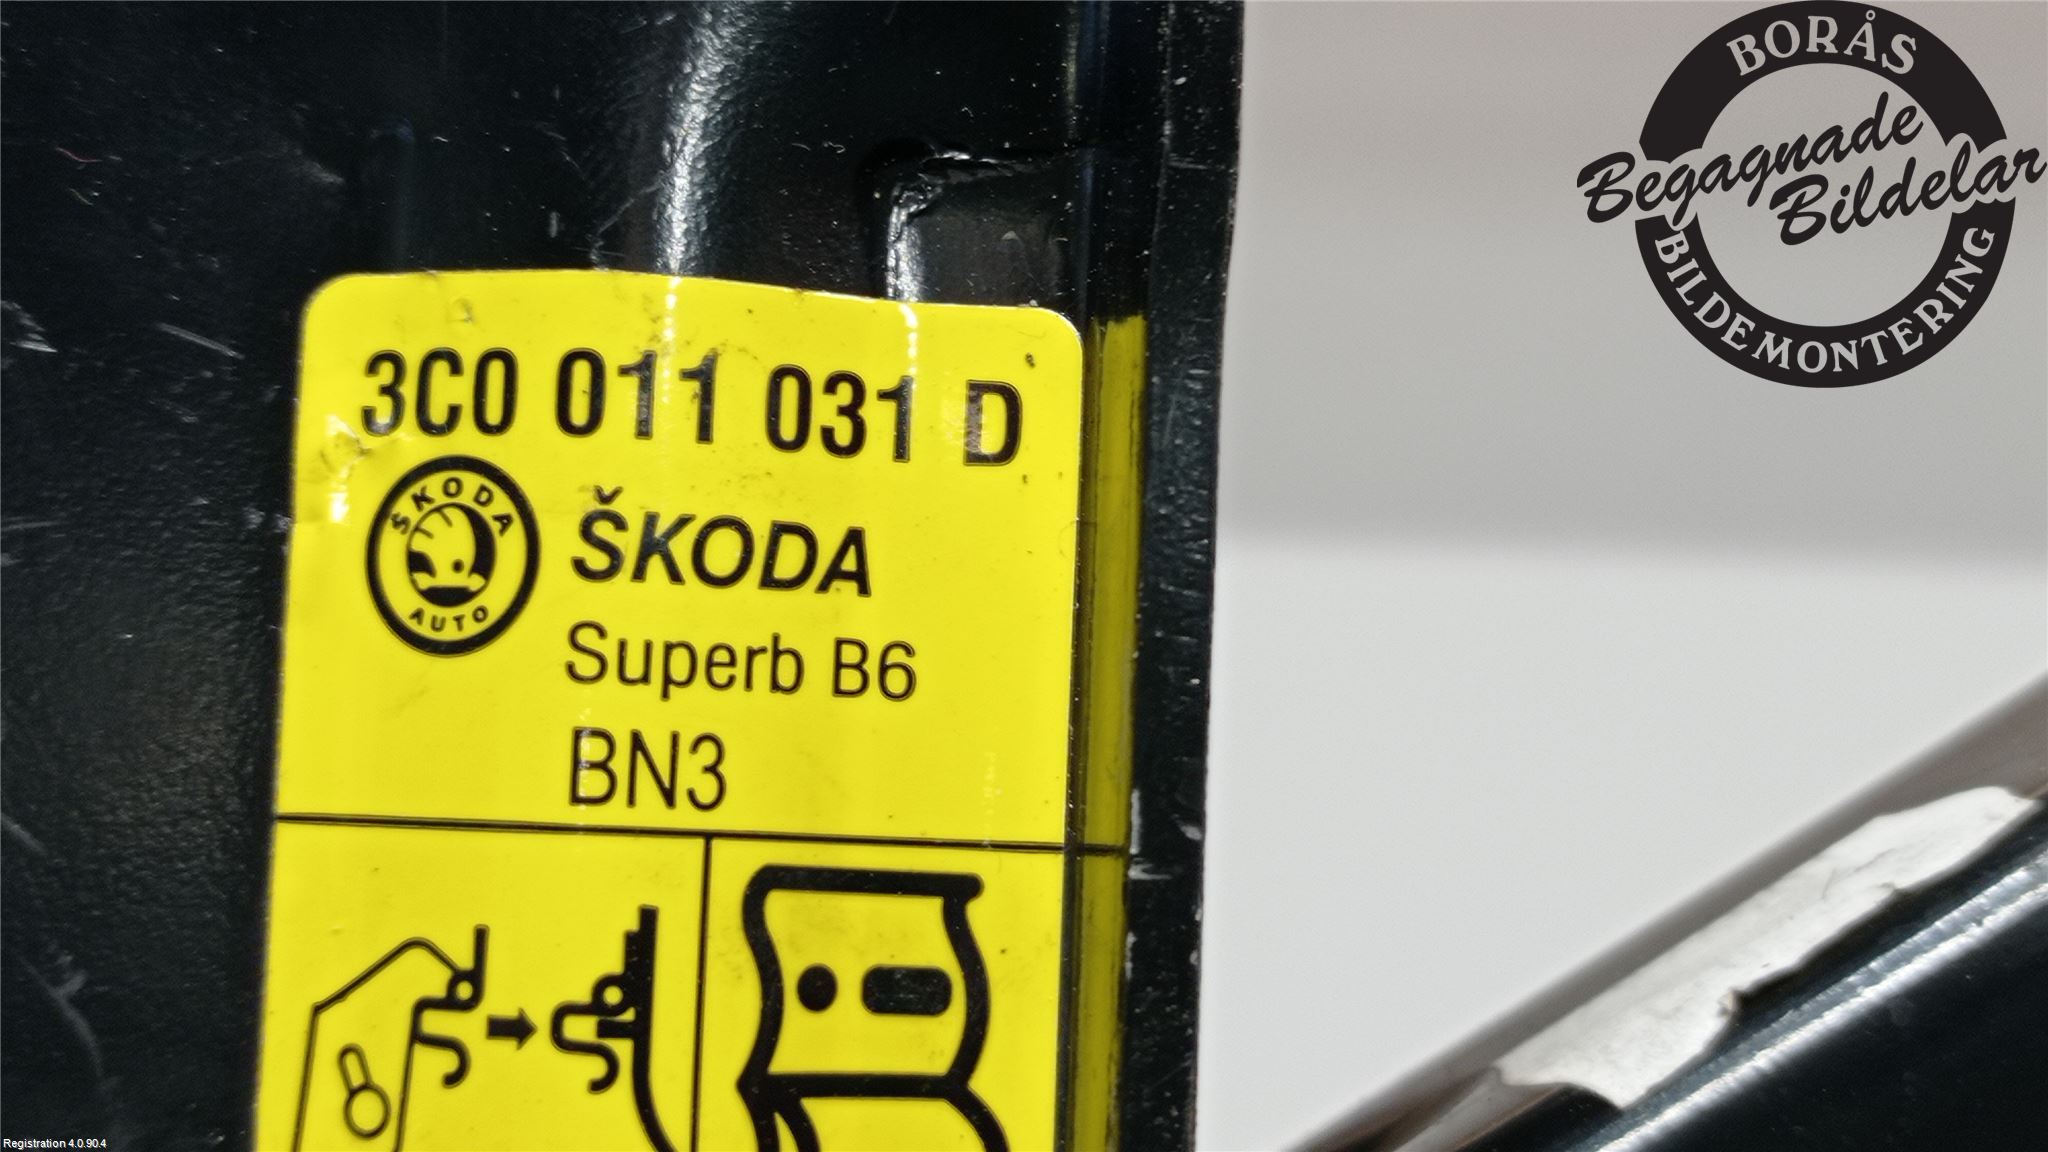 BORÅS
Begagnade
Bildelar
BILDEMONTERING
3C0 011 031 D
ŠKODA
AUTO
ŠKODA
Superb B6
BN3
Registration 4.0.90.4